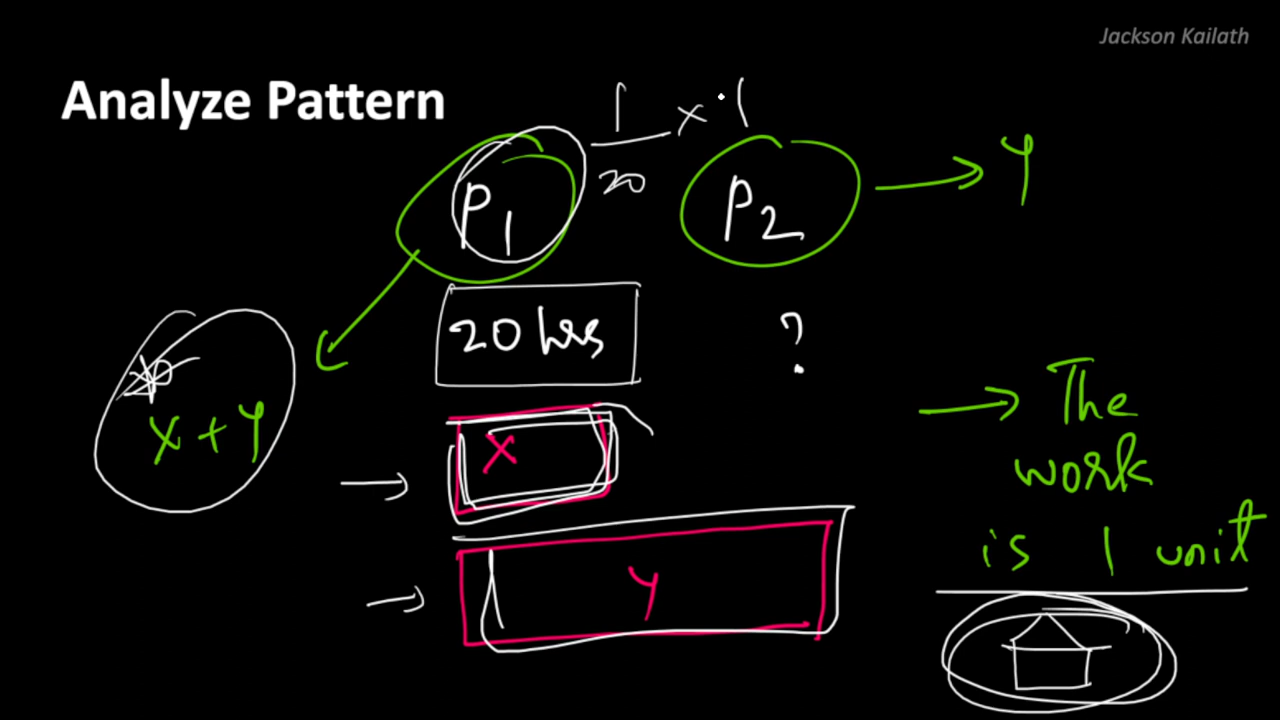 Jackson Kailath
Analyze Pattern
1/20 x 1
P1
P2
Y
20 hrs
?
X + Y
X
Y
The
work
is 1 unit